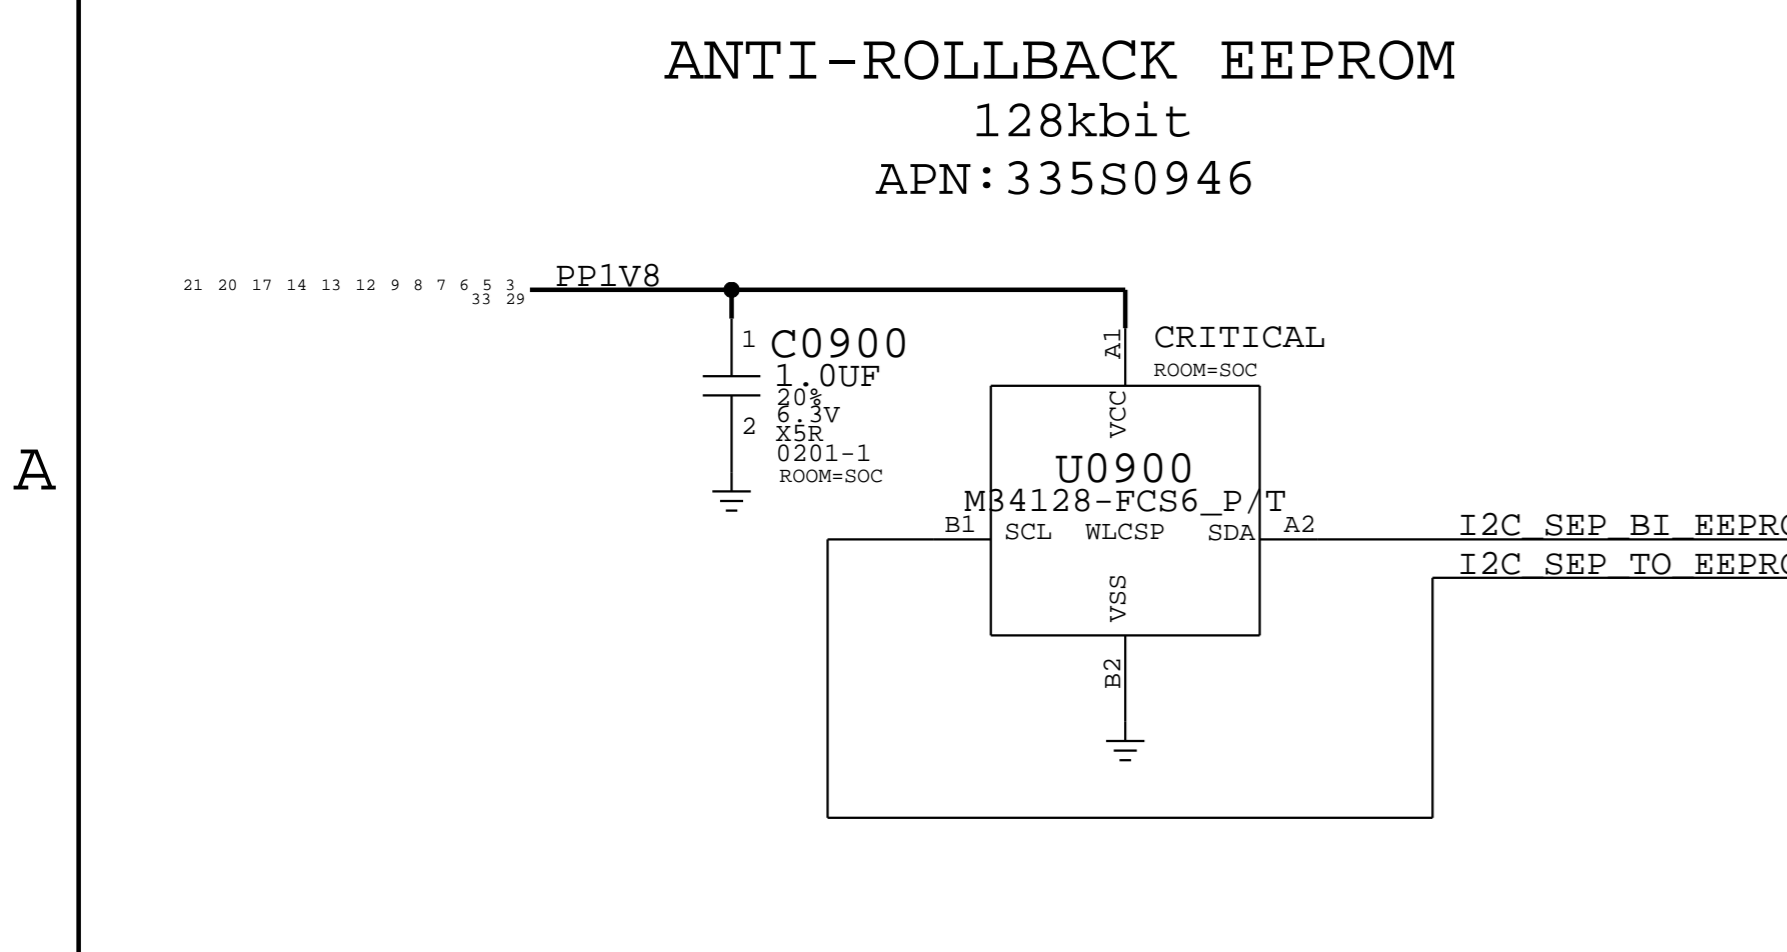 ANTI-ROLLBACK EEPROM
128kbit
APN:335S0946
21 20 17 14 13 12 9 8 7 6 5 3
33 29
PP1V8
1
C0900
1.0UF
20%
6.3V
X5R
0201-1
ROOM=SOC
2
A1
CRITICAL
ROOM=SOC
VCC
A
U0900
M34128-FCS6_P/T
B1
SCL
WLCSP
SDA
A2
I2C_SEP_BI_EEPRO
I2C_SEP_TO_EEPRO
VSS
B2